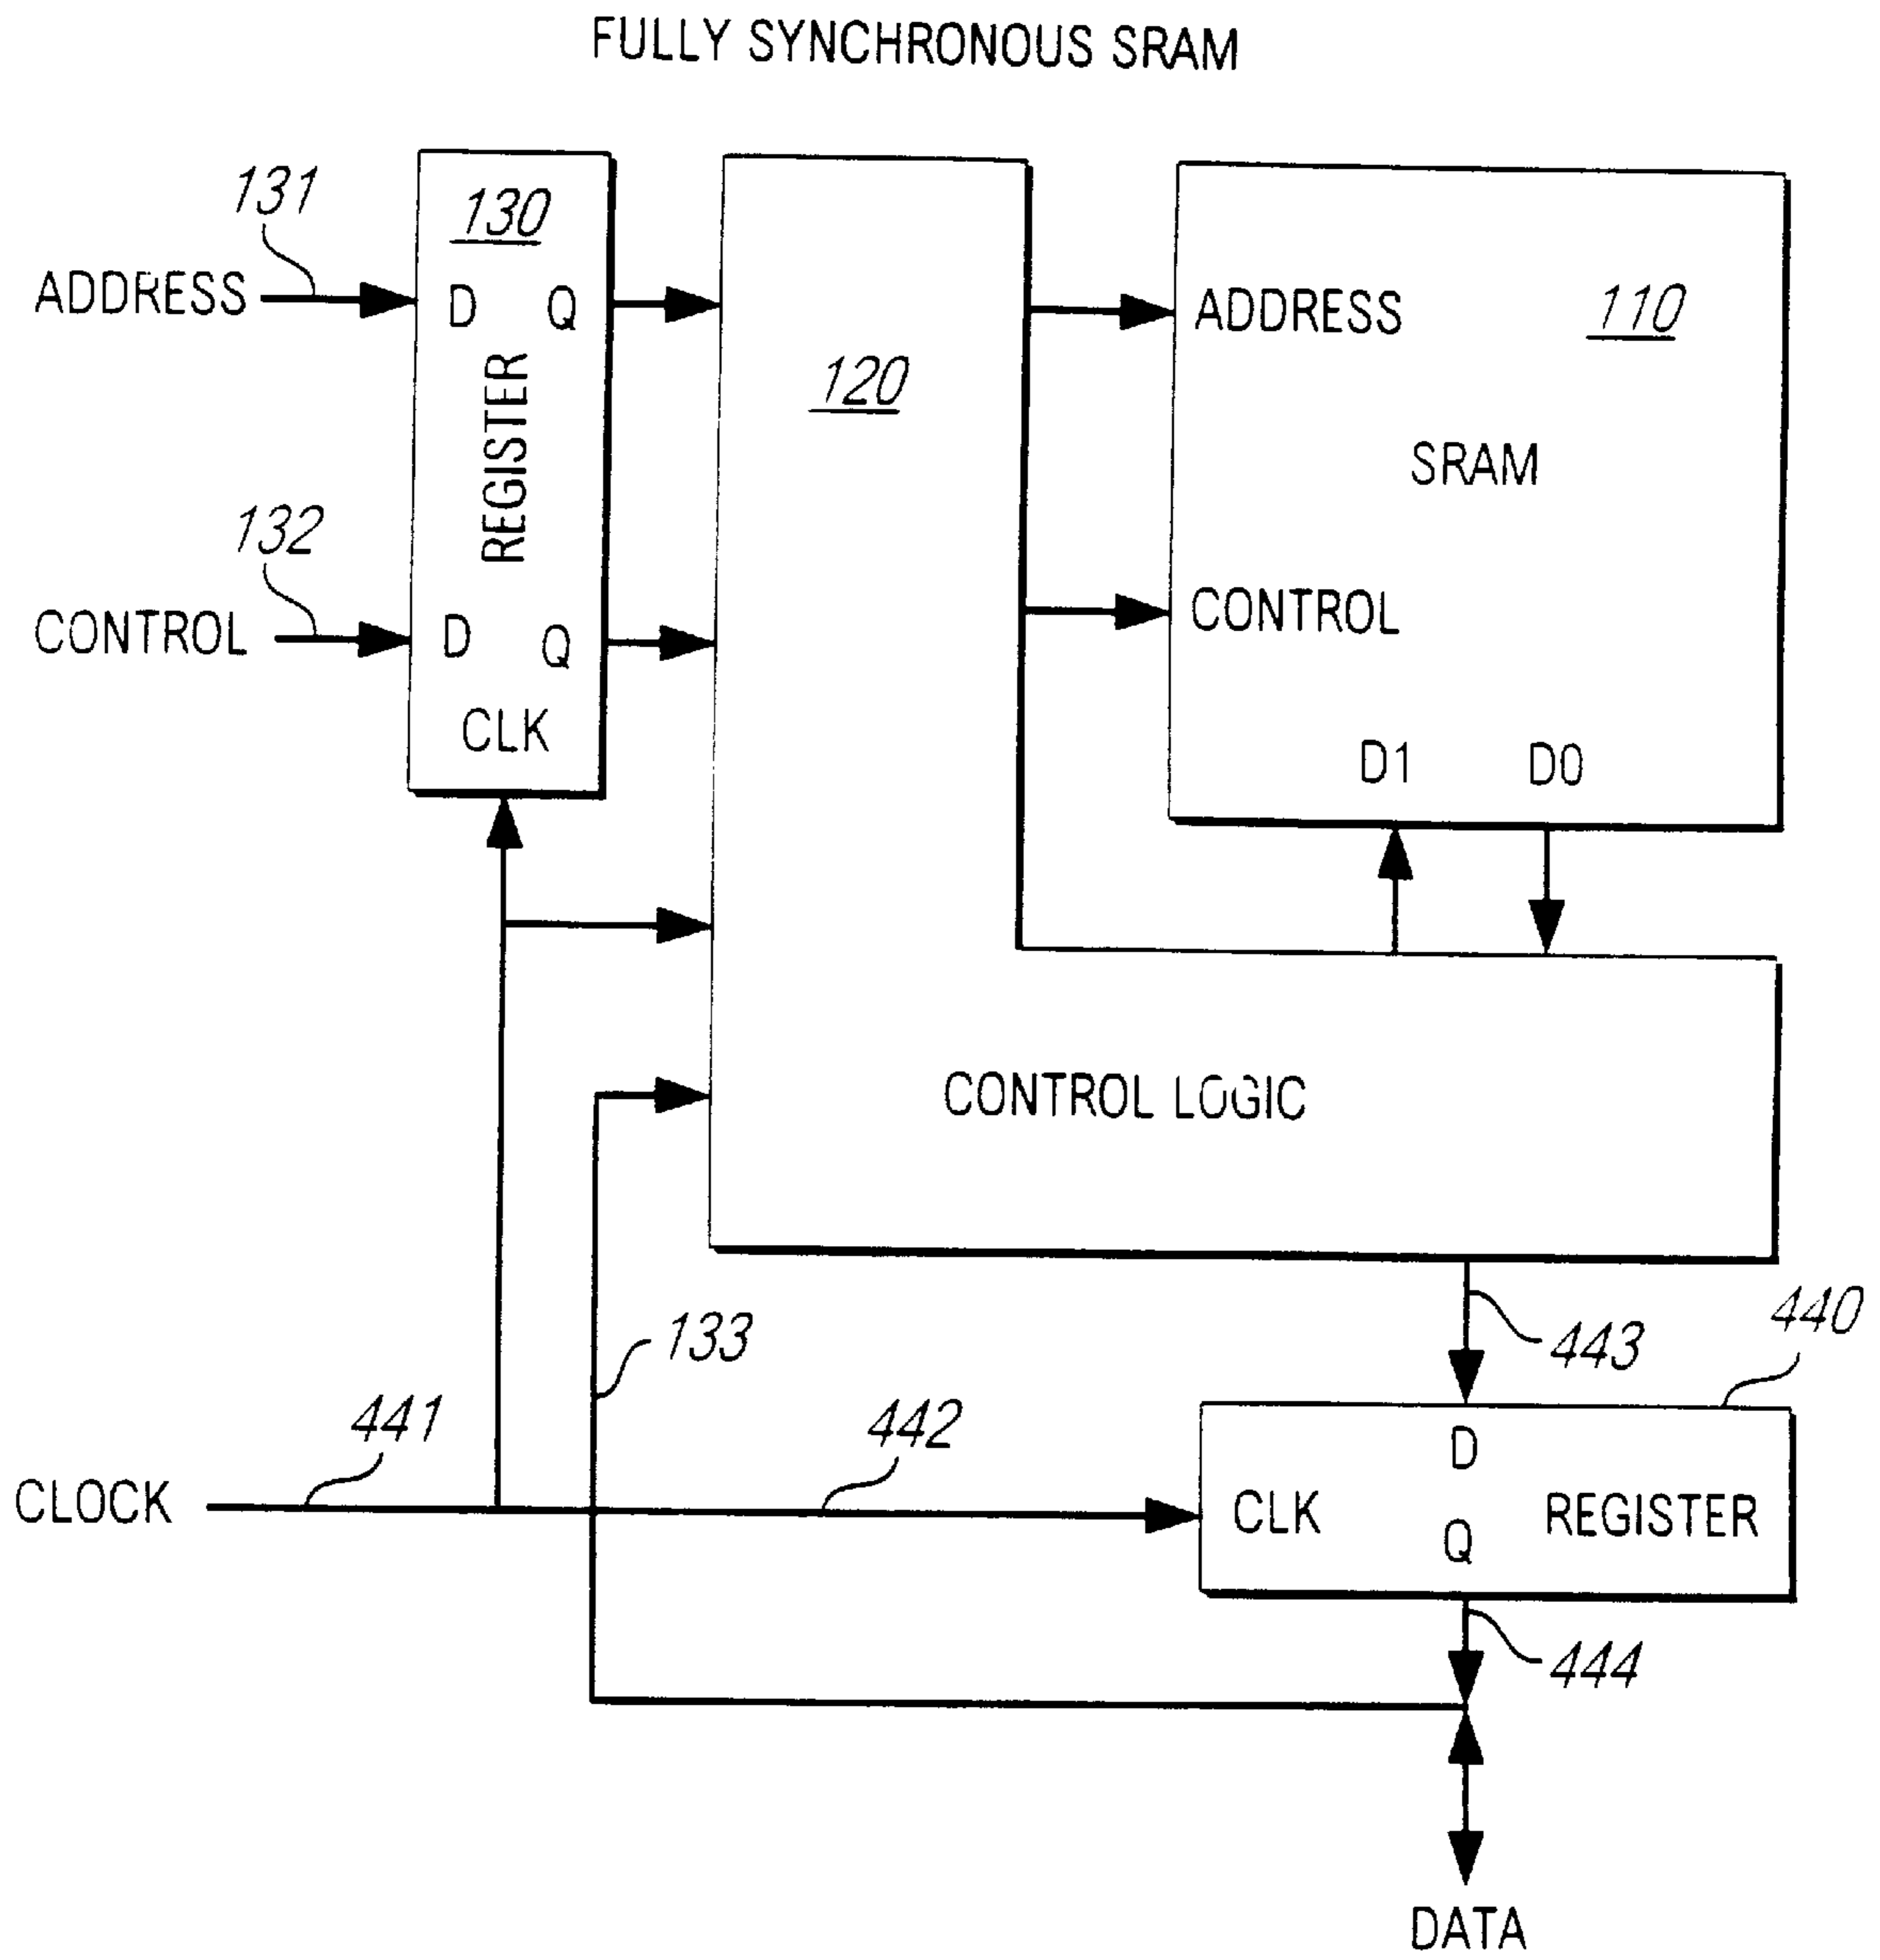 FULLY SYNCHRONOUS SRAM
131
130
ADDRESS
D Q
ADDRESS
110
120
REGISTER
SRAM
132
CONTROL
D Q
CONTROL
CLK
D1 D0
CONTROL LOGIC
133
443
440
441
442
D
CLOCK
CLK
REGISTER
Q
444
DATA